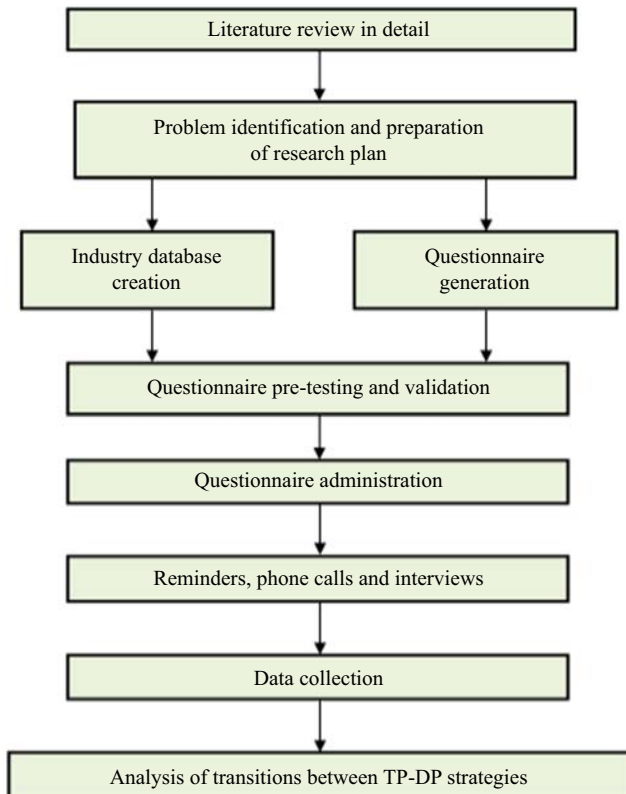 Literature review in detail
Problem identification and preparation
of research plan
Industry database
creation
Questionnaire
generation
Questionnaire pre-testing and validation
Questionnaire administration
Reminders, phone calls and interviews
Data collection
Analysis of transitions between TP-DP strategies